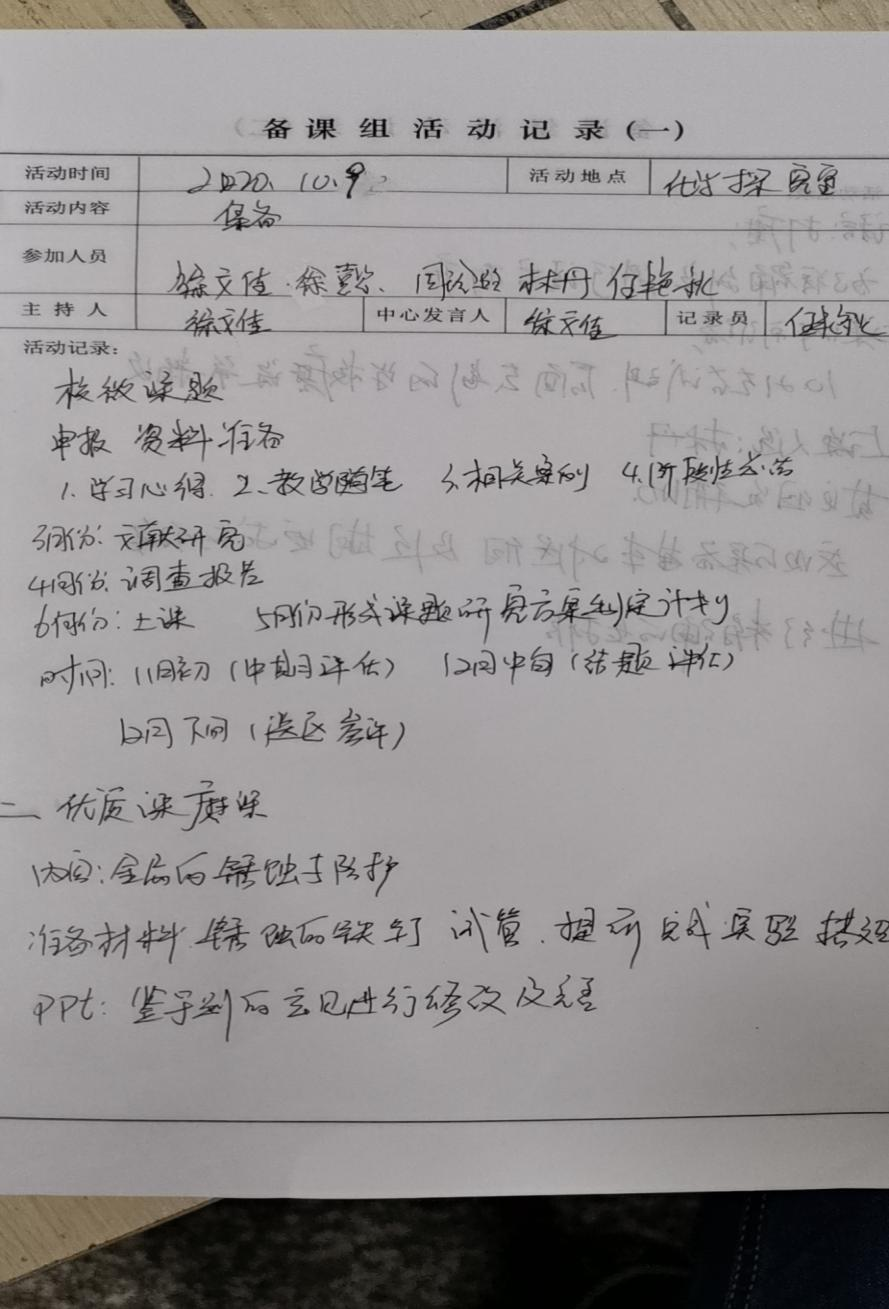 备课组活动记录(一)
活动时间 2020.10.9 活动地点 化学探究室
活动内容 集备
参加人员 徐文佳、徐 林丹 任艳
主持人 徐文佳 中心发言人 徐文佳 记录员 任艳
活动记录:
校级课题
申报 资料准备
1.学习心得. 2、教学随笔 3.相关案例 4.阶段性总结
3月份:文献研究
4月份:调查报告
6月份:上课 5月份形成课题研究方案制定计划
时间:11月初(中期评估) 12月中旬(结题评估)
12月下旬(送区参评)
二、优质课磨课
内容:金属的锈蚀与防护
准备材料 锈蚀的铁钉 试管、提前完成实验
PPt:鉴于 的意见进行修改及完善